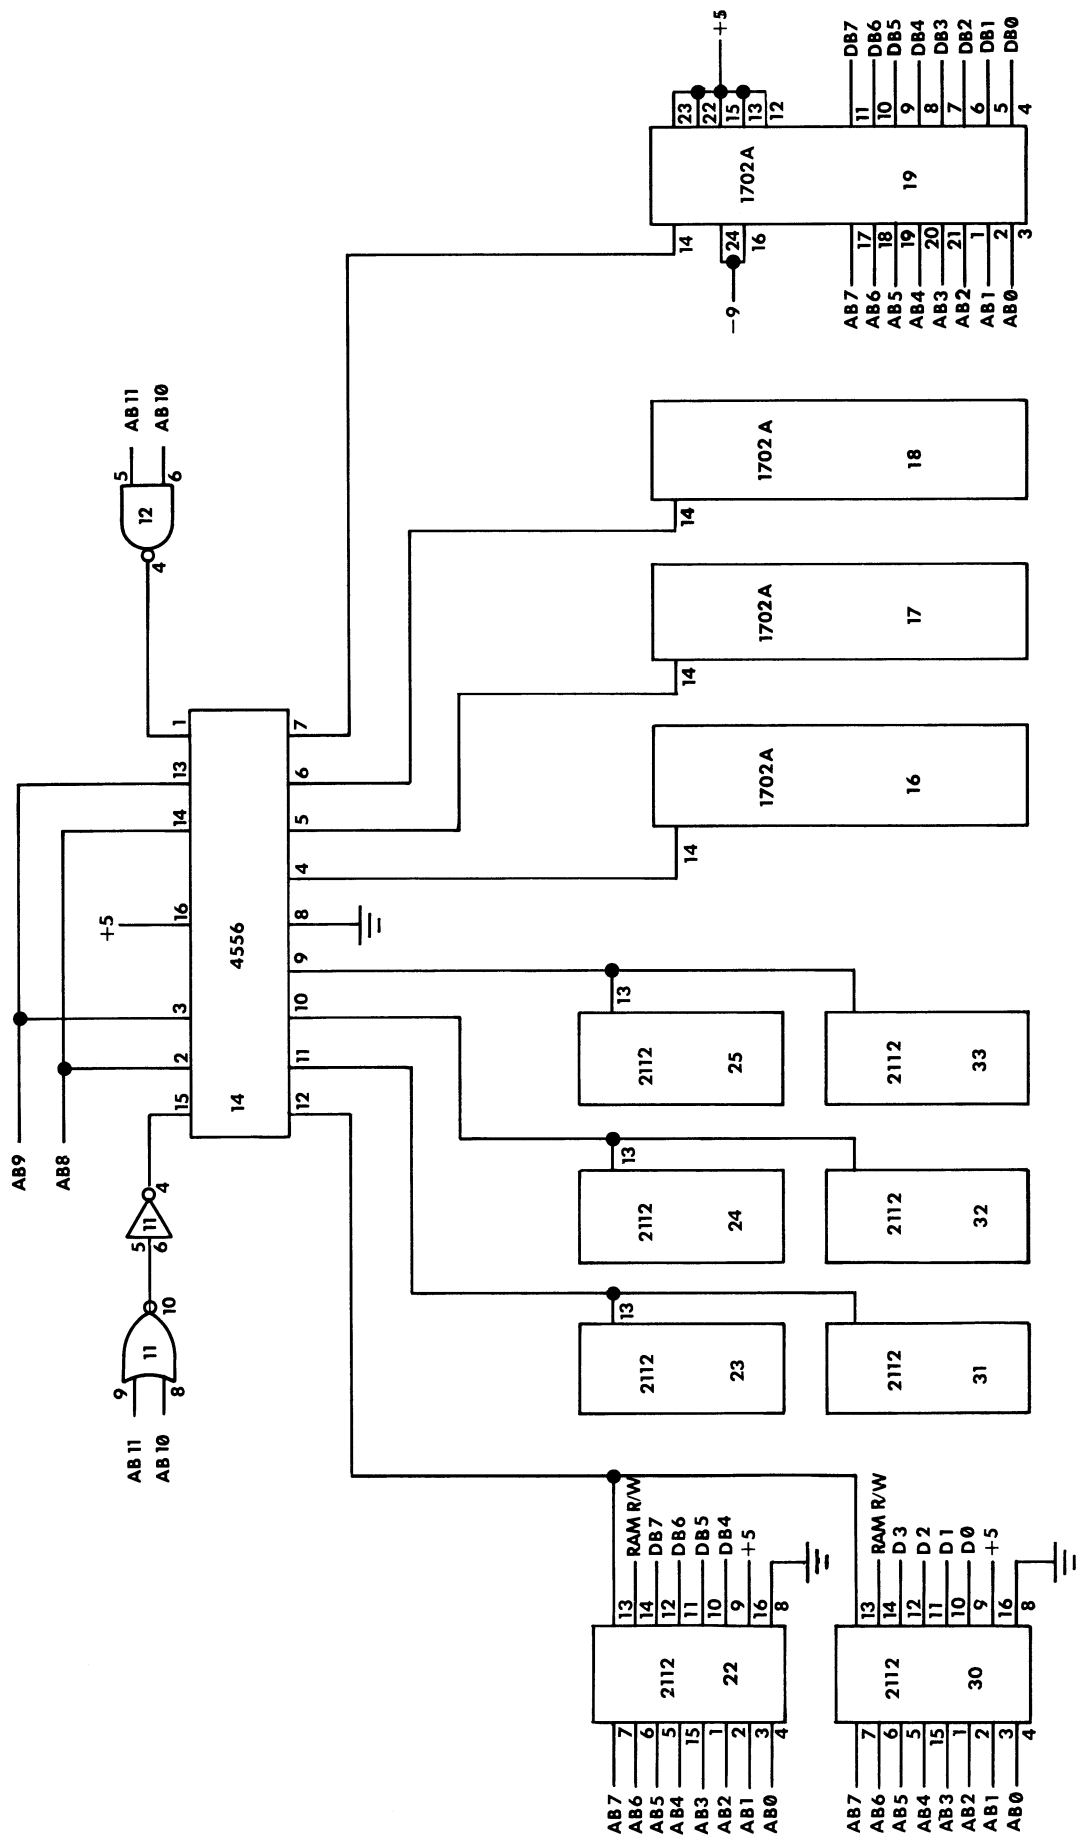 AB11
AB10
9
8
11
10
5
6
11
4
AB9
AB8
15
2
3
16
14
13
1
+5
14
4556
12
11
10
9
8
4
5
6
7
12
4
5
6
AB11
AB10
AB7
AB6
AB5
AB4
AB3
AB2
AB1
AB0
7
6
5
15
1
2
3
4
2112
22
13
14
12
11
10
9
16
8
RAM R/W
DB7
DB6
DB5
DB4
+5
AB7
AB6
AB5
AB4
AB3
AB2
AB1
AB0
7
6
5
15
1
2
3
4
2112
30
13
14
12
11
10
9
16
8
RAM R/W
D3
D2
D1
D0
+5
13
2112
23
2112
31
13
2112
24
2112
32
13
2112
25
2112
33
14
1702A
16
14
1702A
17
14
1702A
18
14
24
16
−9
AB7
AB6
AB5
AB4
AB3
AB2
AB1
AB0
17
18
19
20
21
1
2
3
1702A
19
23
22
15
13
12
+5
11
10
9
8
7
6
5
4
DB7
DB6
DB5
DB4
DB3
DB2
DB1
DB0